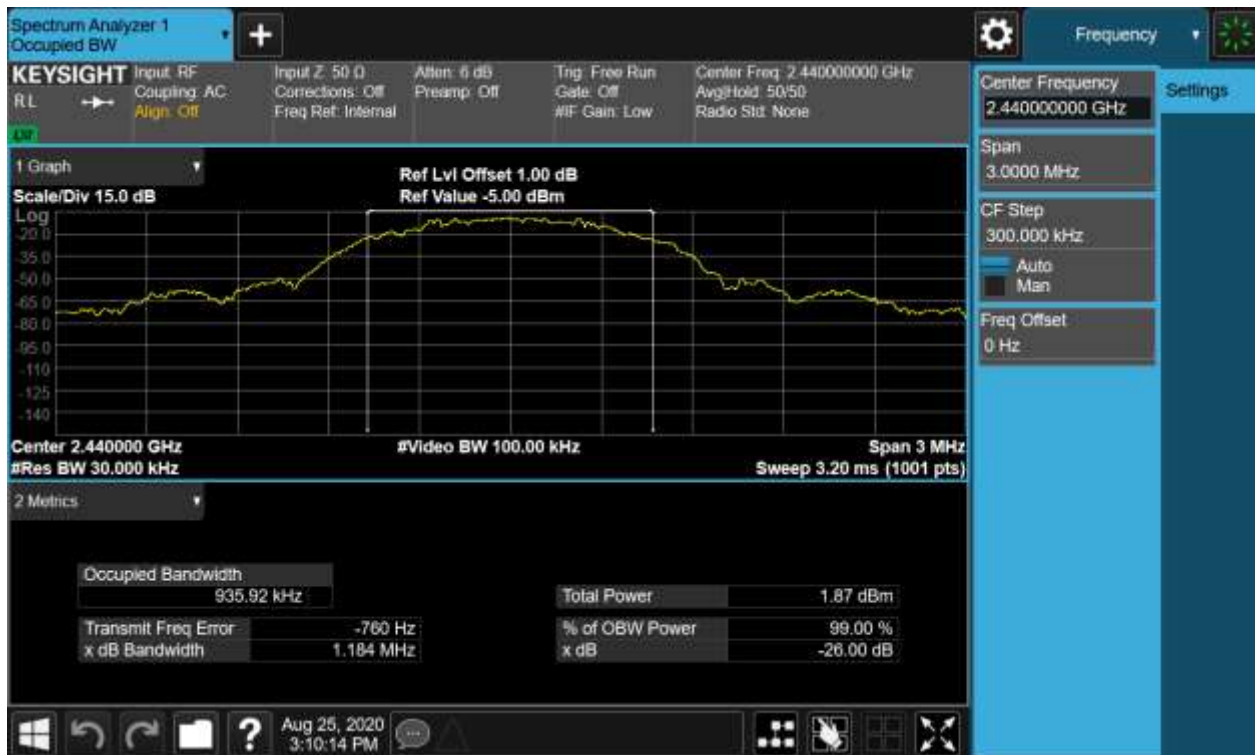 Spectrum Analyzer 1
Occupied BW
+
Frequency
KEYSIGHT
RL
Input: RF
Coupling: AC
Align: Off
Input Z: 50 Ω
Corrections: Off
Freq Ref: Internal
Atten: 6 dB
Preamp: Off
Trig: Free Run
Gate: Off
#IF Gain: Low
Center Freq: 2.440000000 GHz
Avg|Hold: 50/50
Radio Std: None
Center Frequency
2.440000000 GHz
Settings
Span
3.0000 MHz
CF Step
300.000 kHz
Auto
Man
Freq Offset
0 Hz
1 Graph
Scale/Div 15.0 dB
Ref Lvl Offset 1.00 dB
Ref Value -5.00 dBm
Log
-20.0
-35.0
-50.0
-65.0
-80.0
-95.0
-110
-125
-140
Center 2.440000 GHz
#Res BW 30.000 kHz
#Video BW 100.00 kHz
Span 3 MHz
Sweep 3.20 ms (1001 pts)
2 Metrics
Occupied Bandwidth
935.92 kHz
Total Power 1.87 dBm
Transmit Freq Error -760 Hz
% of OBW Power 99.00 %
x dB Bandwidth 1.184 MHz
x dB -26.00 dB
?
Aug 25, 2020
3:10:14 PM